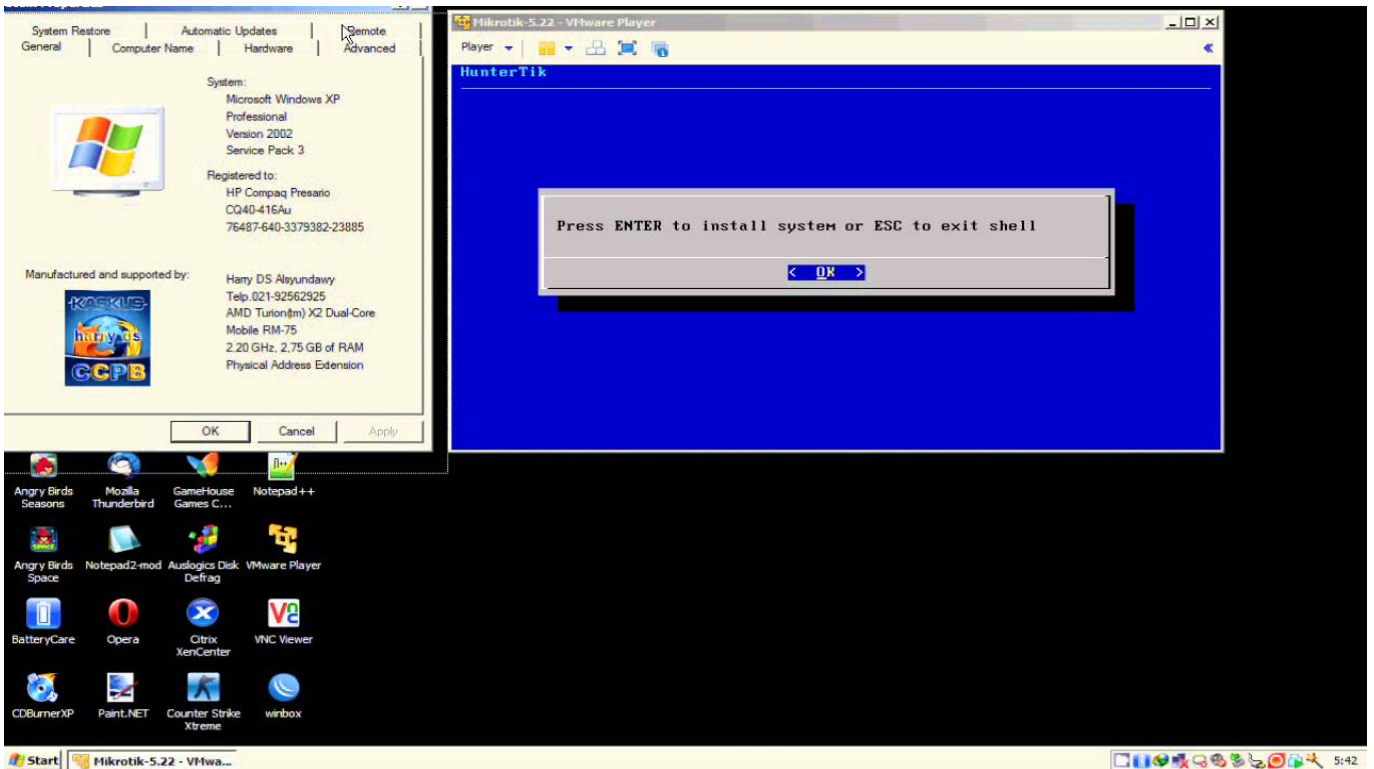 System Restore
Automatic Updates
Remote
General
Computer Name
Hardware
Advanced
System:
Microsoft Windows XP
Professional
Version 2002
Service Pack 3
Registered to:
HP Compaq Presario
CQ40-416Au
76487-640-3379382-23885
Manufactured and supported by:
Harry DS Alsyundawy
Telp.021-92562925
AMD Turion(tm) X2 Dual-Core
Mobile RM-75
2.20 GHz, 2,75 GB of RAM
Physical Address Extension
KASKUS
harry ds
CCPB
OK
Cancel
Apply
Mikrotik-5.22 - VMware Player
Player
HunterTik
Press ENTER to install system or ESC to exit shell
< OK >
Angry Birds
Seasons
Mozilla
Thunderbird
GameHouse
Games C...
Notepad++
Angry Birds
Space
Notepad2-mod
Auslogics Disk
Defrag
VMware Player
BatteryCare
Opera
Citrix
XenCenter
VNC Viewer
CDBurnerXP
Paint.NET
Counter Strike
Xtreme
winbox
Start
Mikrotik-5.22 - VMwa...
5:42